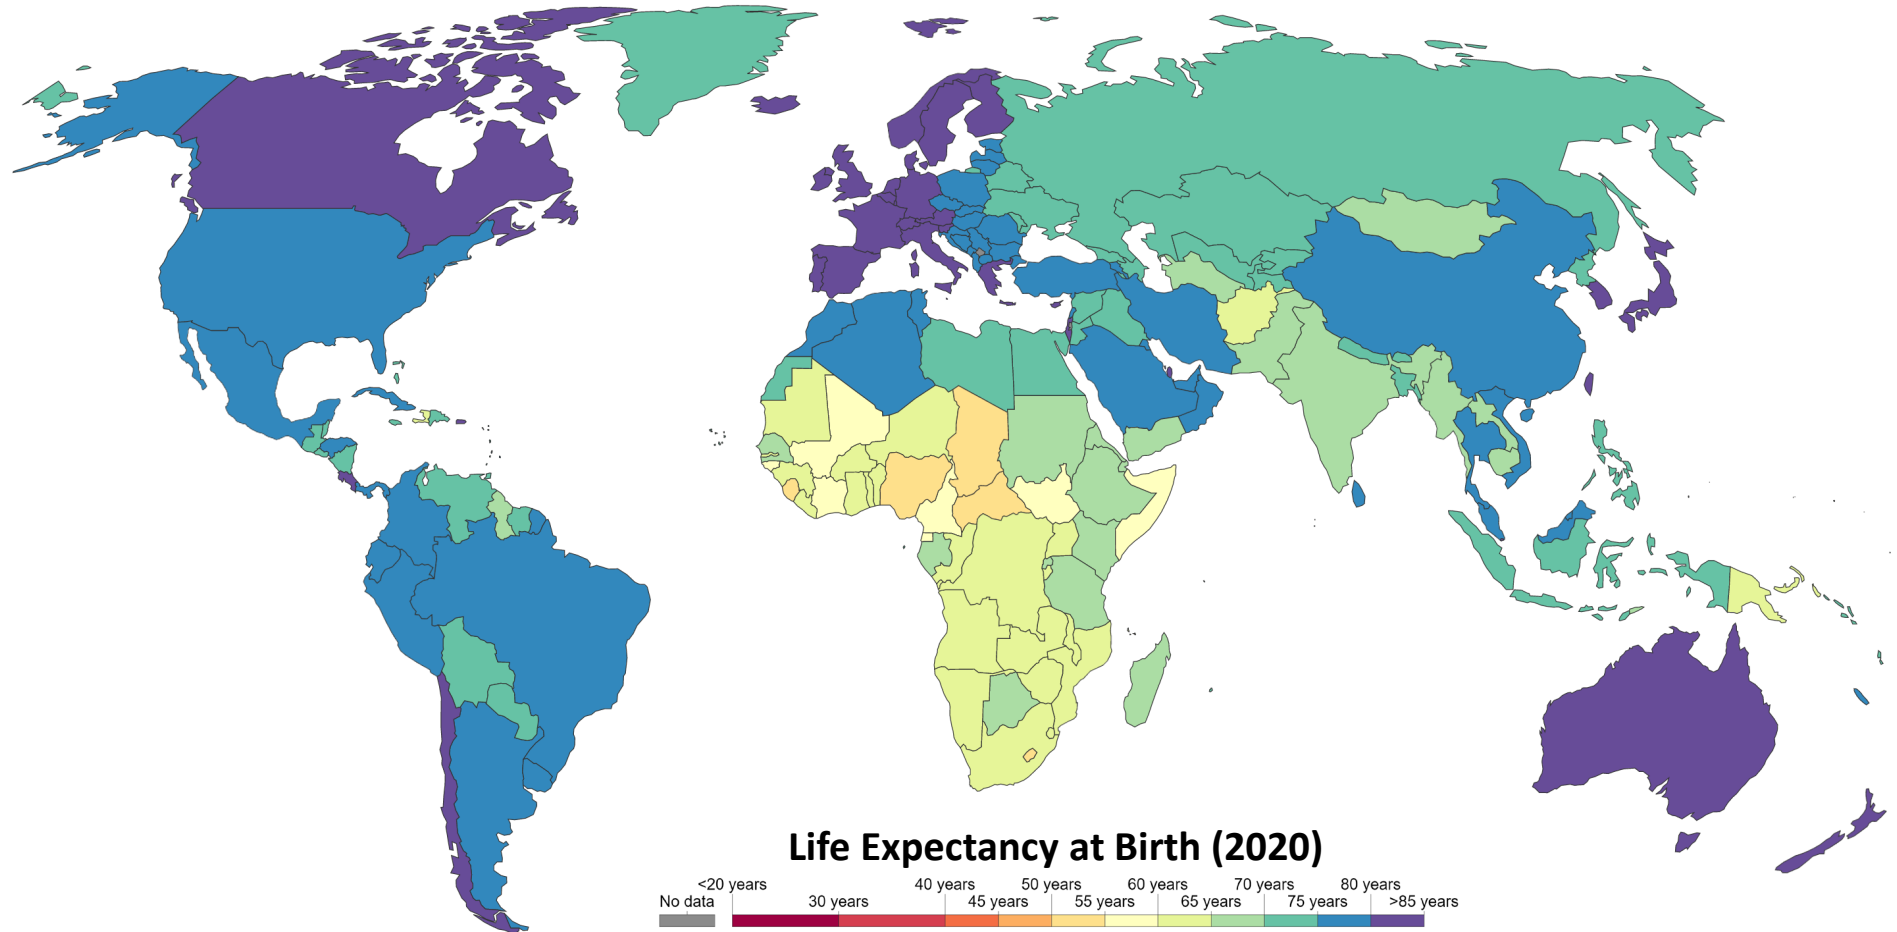 Life Expectancy at Birth (2020)
<20 years 40 years 50 years 60 years 70 years 80 years
No data 30 years 45 years 55 years 65 years 75 years >85 years